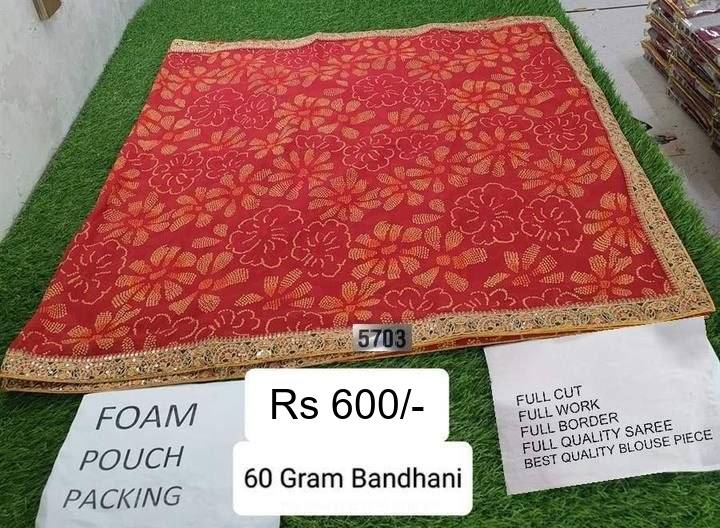 5703
Rs 600/-
60 Gram Bandhani
FOAM
POUCH
PACKING
FULL CUT
FULL WORK
FULL BORDER
FULL QUALITY SAREE
BEST QUALITY BLOUSE PIECE